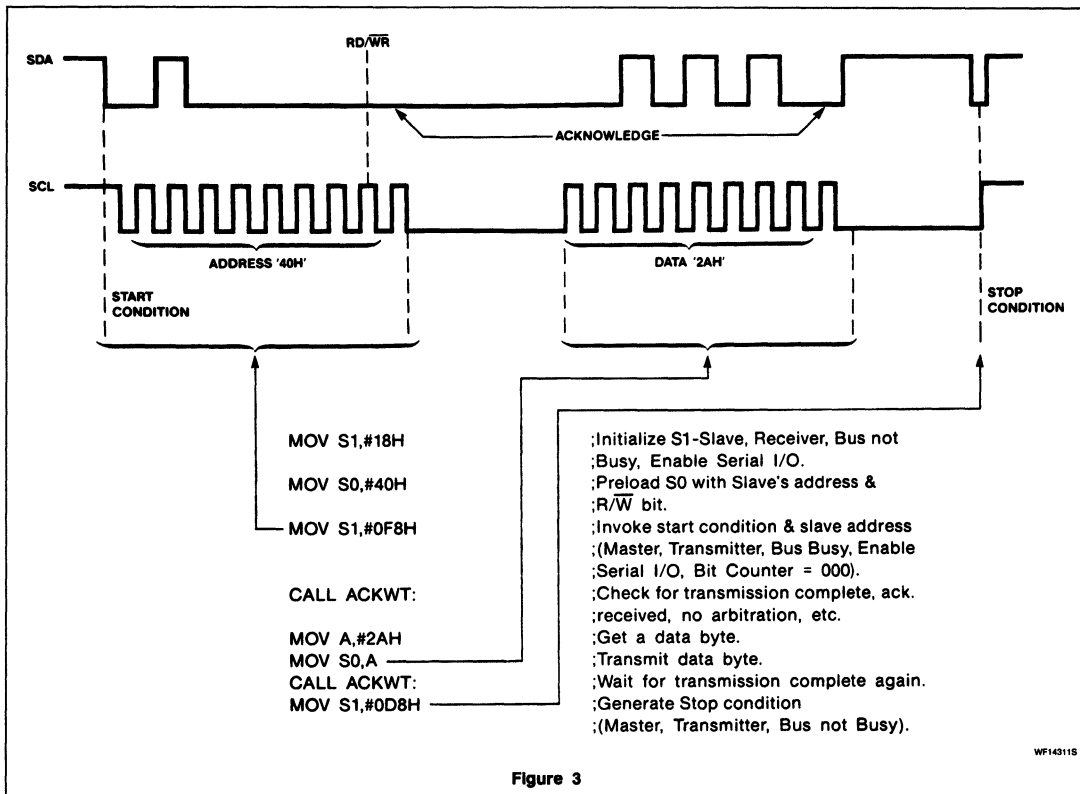 RD/WR
SDA
ACKNOWLEDGE
SCL
ADDRESS '40H'
DATA '2AH'
START
CONDITION
STOP
CONDITION
MOV S1,#18H
;Initialize S1-Slave, Receiver, Bus not
;Busy, Enable Serial I/O.
MOV S0,#40H
;Preload S0 with Slave's address &
;R/W bit.
MOV S1,#0F8H
;Invoke start condition & slave address
;(Master, Transmitter, Bus Busy, Enable
;Serial I/O, Bit Counter = 000).
CALL ACKWT:
;Check for transmission complete, ack.
;received, no arbitration, etc.
MOV A,#2AH
;Get a data byte.
MOV S0,A
;Transmit data byte.
CALL ACKWT:
;Wait for transmission complete again.
MOV S1,#0D8H
;Generate Stop condition
;(Master, Transmitter, Bus not Busy).
WF14311S
Figure 3